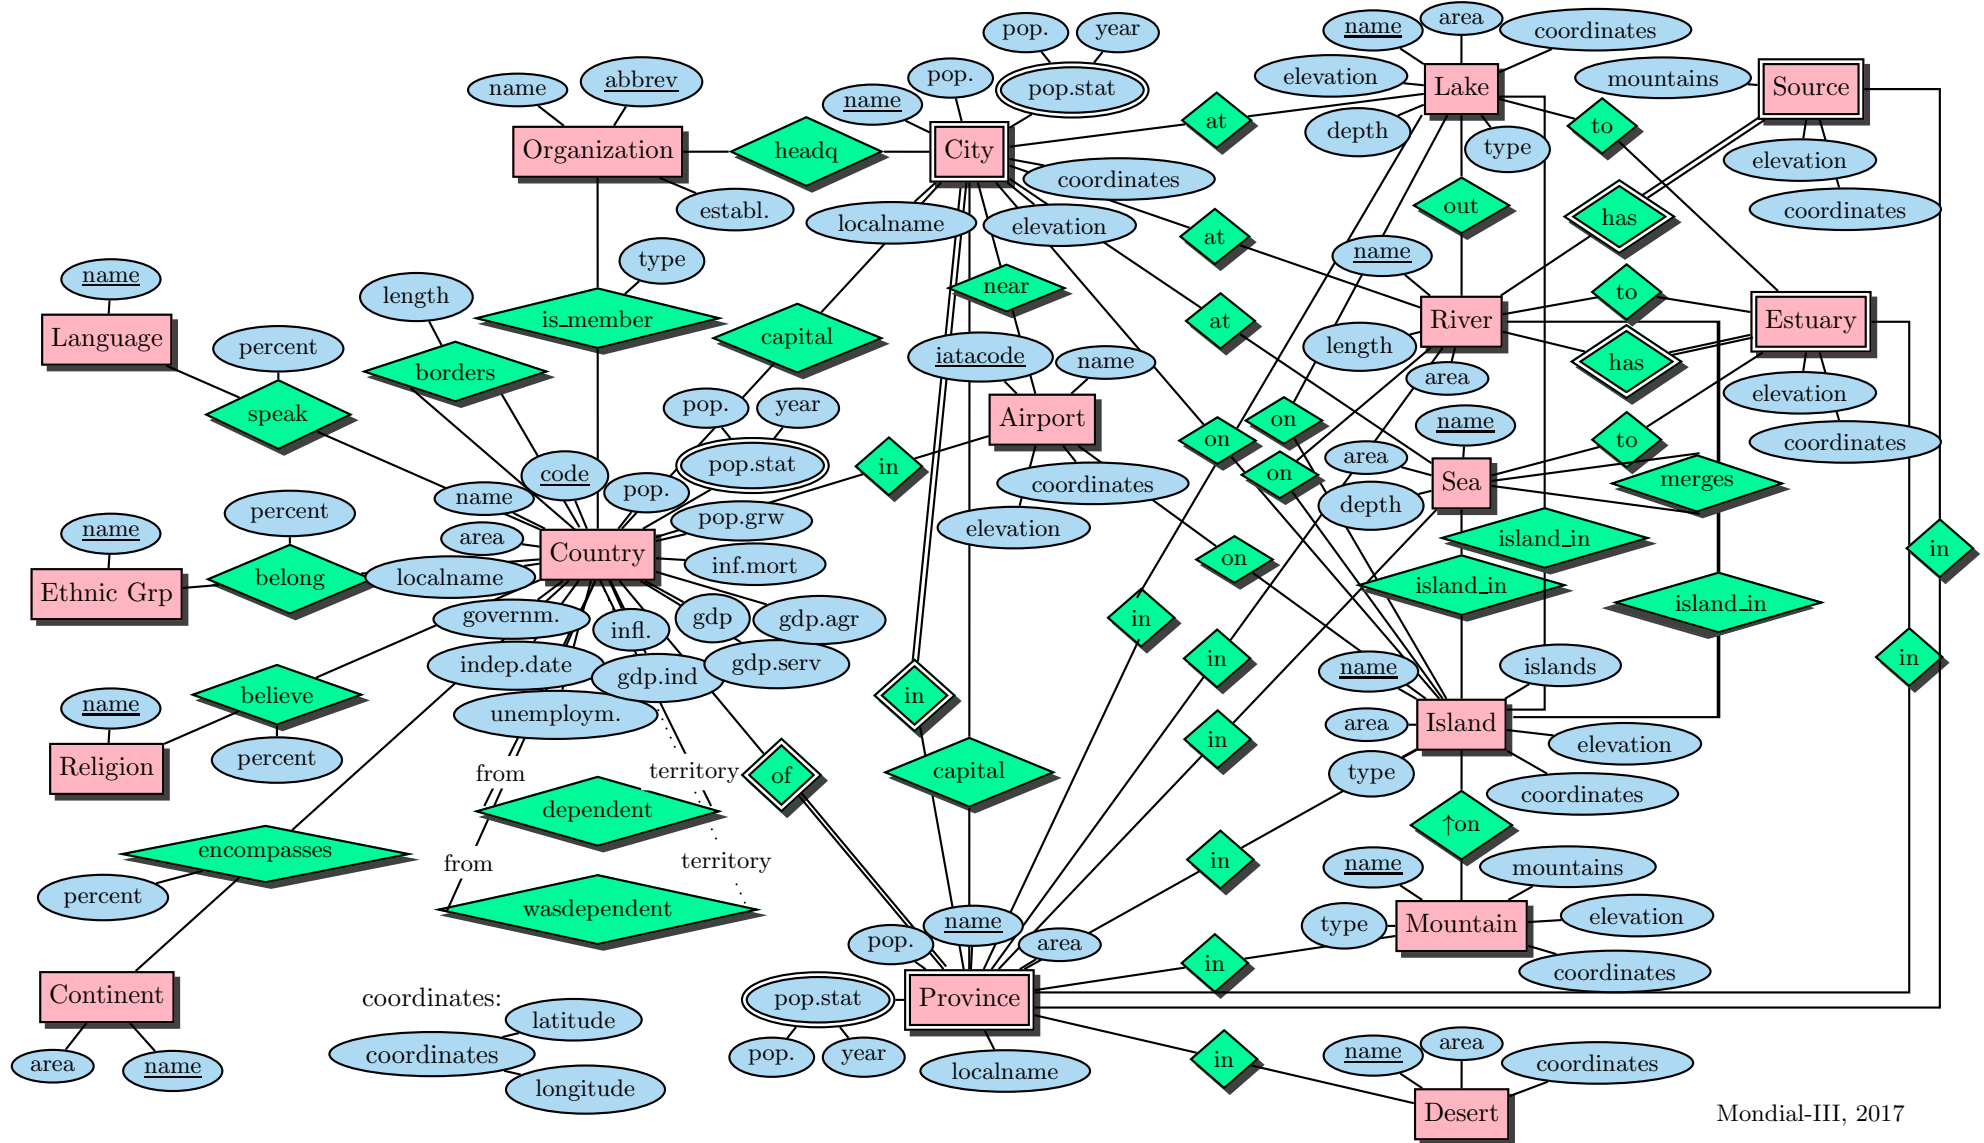 pop.
year
name
area
coordinates
name
abbrev
pop.
pop.stat
elevation
Lake
mountains
Source
name
depth
at
to
type
Organization
headq
City
elevation
coordinates
establ.
localname
elevation
coordinates
out
has
at
name
type
length
near
to
name
Language
is_member
capital
at
River
Estuary
percent
iatacode
name
length
has
borders
area
elevation
speak
pop.
year
Airport
on
on
name
to
coordinates
pop.stat
in
area
on
Sea
merges
code
name
pop.
coordinates
depth
percent
pop.grw
elevation
name
area
Country
inf.mort
on
island_in
in
Ethnic Grp
belong
localname
island_in
island_in
governm.
infl.
gdp
gdp.agr
in
indep.date
gdp.ind
gdp.serv
in
name
islands
in
believe
in
name
unemploym.
area
Island
elevation
in
Religion
percent
from
territory
of
capital
type
coordinates
dependent
↑on
encompasses
from
territory
in
name
mountains
percent
wasdependent
name
type
Mountain
elevation
pop.
area
in
coordinates
Continent
coordinates:
latitude
pop.stat
Province
coordinates
area
name
longitude
pop.
year
localname
in
name
area
coordinates
Desert
Mondial-III, 2017